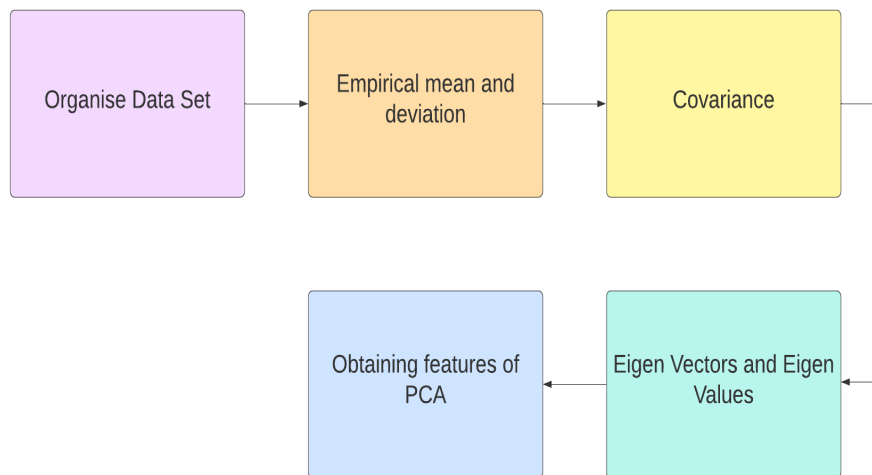 Organise Data Set
Empirical mean and
deviation
Covariance
Obtaining features of
PCA
Eigen Vectors and Eigen
Values